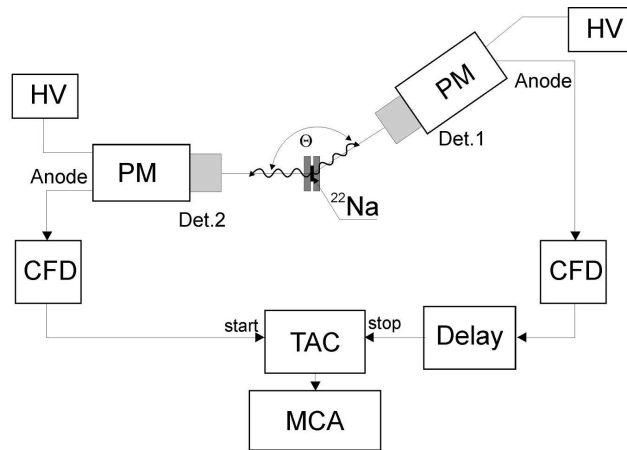 HV
PM
Anode
Det.1
HV
Θ
Anode
PM
Det.2
²²Na
CFD
CFD
start
stop
TAC
Delay
MCA